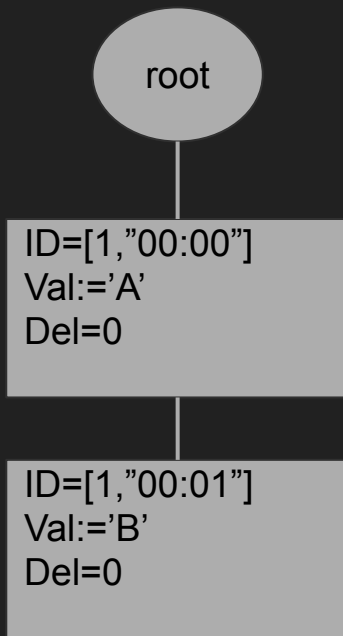 root
ID=[1,”00:00”]
Val:=’A’
Del=0
ID=[1,”00:01”]
Val:=’B’
Del=0